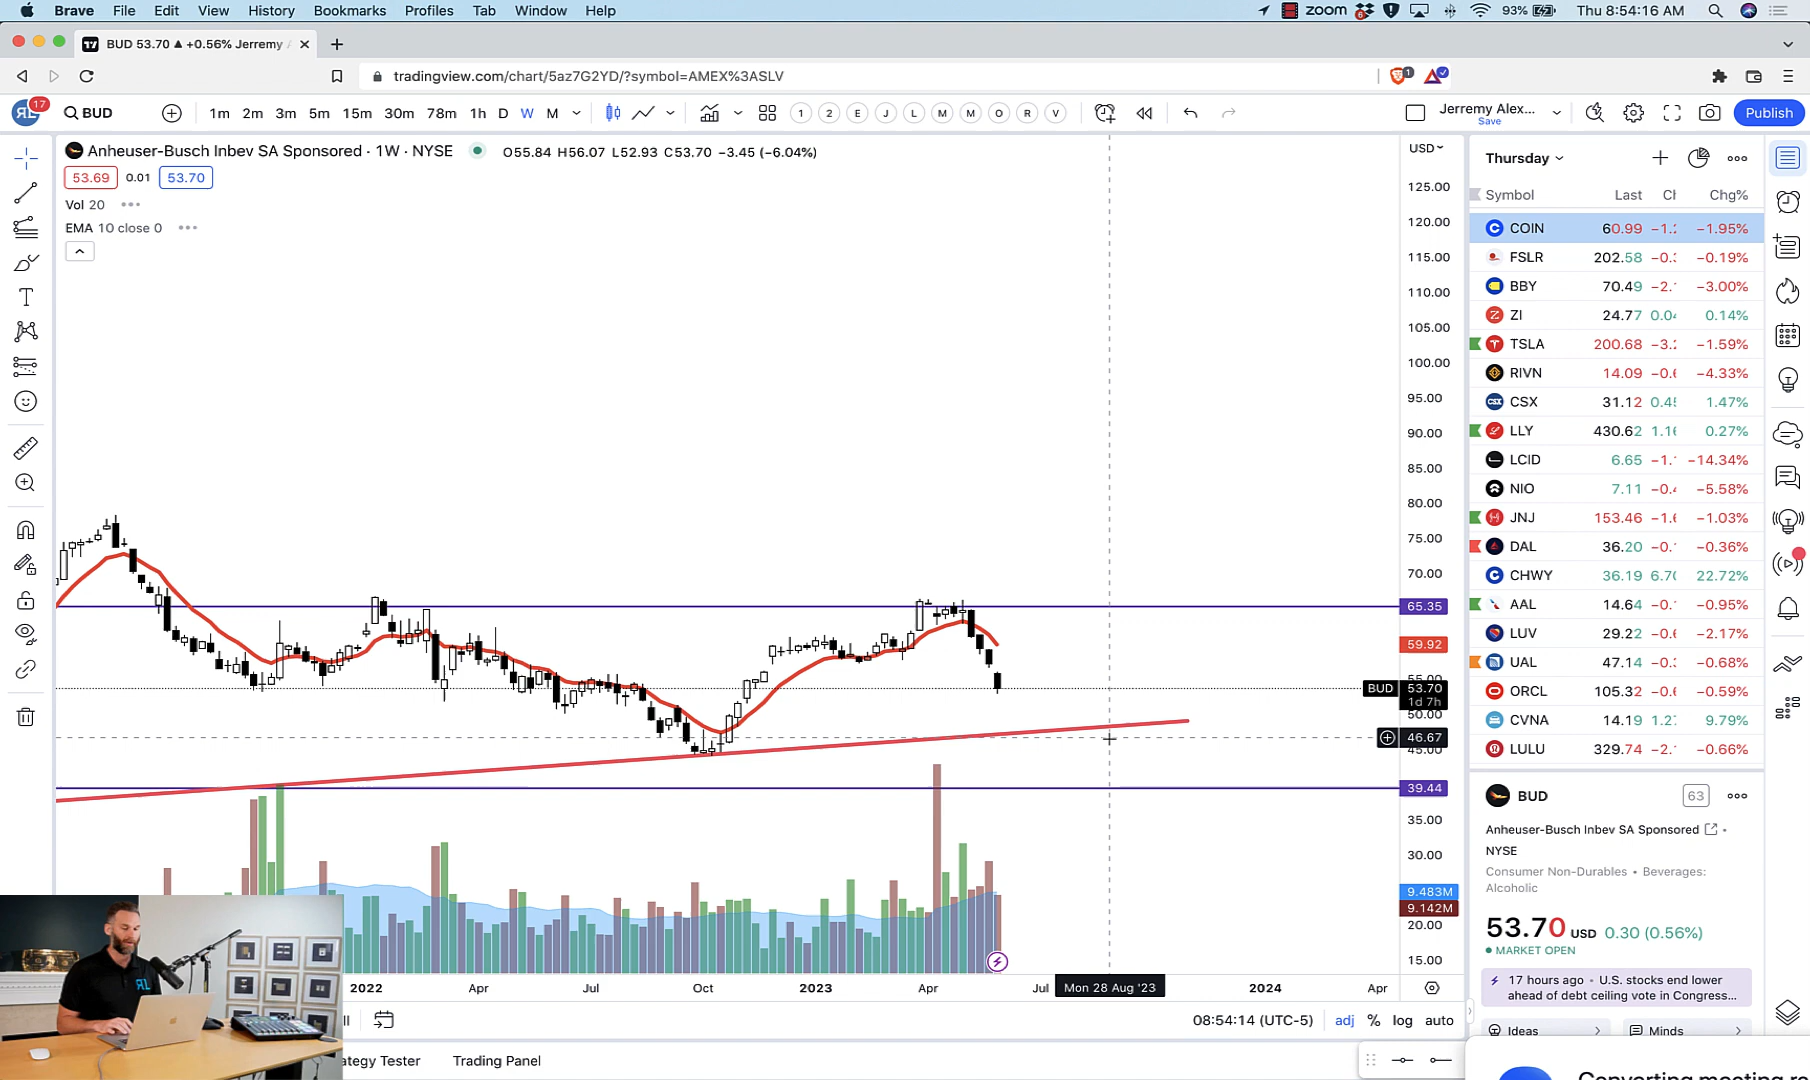 Brave File Edit View History Bookmarks Profiles Tab Window Help
zoom 93% Thu 8:54:16 AM
BUD 53.70 ▲ +0.56% Jerremy
tradingview.com/chart/5az7G2YD/?symbol=AMEX%3ASLV
17 BUD 1m 2m 3m 5m 15m 30m 78m 1h D W M 1 2 E J L M M O R V Jerremy Alex... Publish
Save
Anheuser-Busch Inbev SA Sponsored · 1W · NYSE O55.84 H56.07 L52.93 C53.70 −3.45 (−6.04%)
53.69 0.01 53.70
Vol 20
EMA 10 close 0
USD
125.00
120.00
115.00
110.00
105.00
100.00
95.00
90.00
85.00
80.00
75.00
70.00
65.35
59.92
55.00
BUD 53.70
1d 7h
50.00
46.67
45.00
39.44
35.00
30.00
9.483M
9.142M
20.00
15.00
2022 Apr Jul Oct 2023 Apr Jul Mon 28 Aug '23 2024 Apr
08:54:14 (UTC-5) adj % log auto
ategy Tester Trading Panel
Thursday
Symbol Last Chg%
COIN 60.99 −1.95%
FSLR 202.58 −0.19%
BBY 70.49 −3.00%
ZI 24.77 0.14%
TSLA 200.68 −1.59%
RIVN 14.09 −4.33%
CSX 31.12 1.47%
LLY 430.62 0.27%
LCID 6.65 −14.34%
NIO 7.11 −5.58%
JNJ 153.46 −1.03%
DAL 36.20 −0.36%
CHWY 36.19 22.72%
AAL 14.64 −0.95%
LUV 29.22 −2.17%
UAL 47.14 −0.68%
ORCL 105.32 −0.59%
CVNA 14.19 9.79%
LULU 329.74 −0.66%
BUD 63
Anheuser-Busch Inbev SA Sponsored
NYSE
Consumer Non-Durables • Beverages:
Alcoholic
53.70 USD 0.30 (0.56%)
MARKET OPEN
17 hours ago • U.S. stocks end lower
ahead of debt ceiling vote in Congress...
Ideas Minds
RL